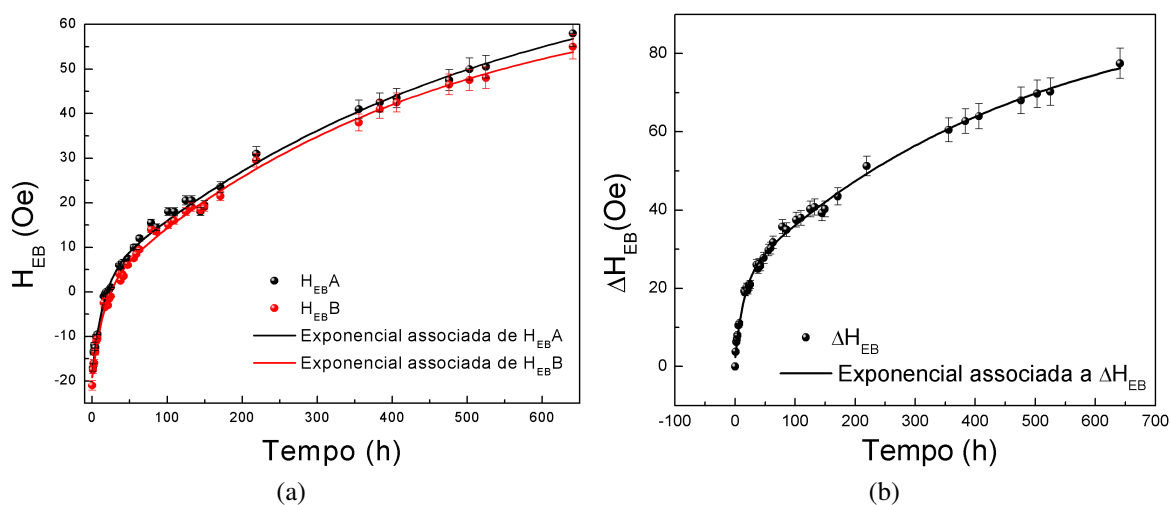 60
50
40
30
20
10
0
-10
-20
H_EB (Oe)
H_EB A
H_EB B
Exponencial associada de H_EB A
Exponencial associada de H_EB B
0 100 200 300 400 500 600
Tempo (h)
(a)
80
60
40
20
0
ΔH_EB (Oe)
ΔH_EB
Exponencial associada a ΔH_EB
-100 0 100 200 300 400 500 600 700
Tempo (h)
(b)